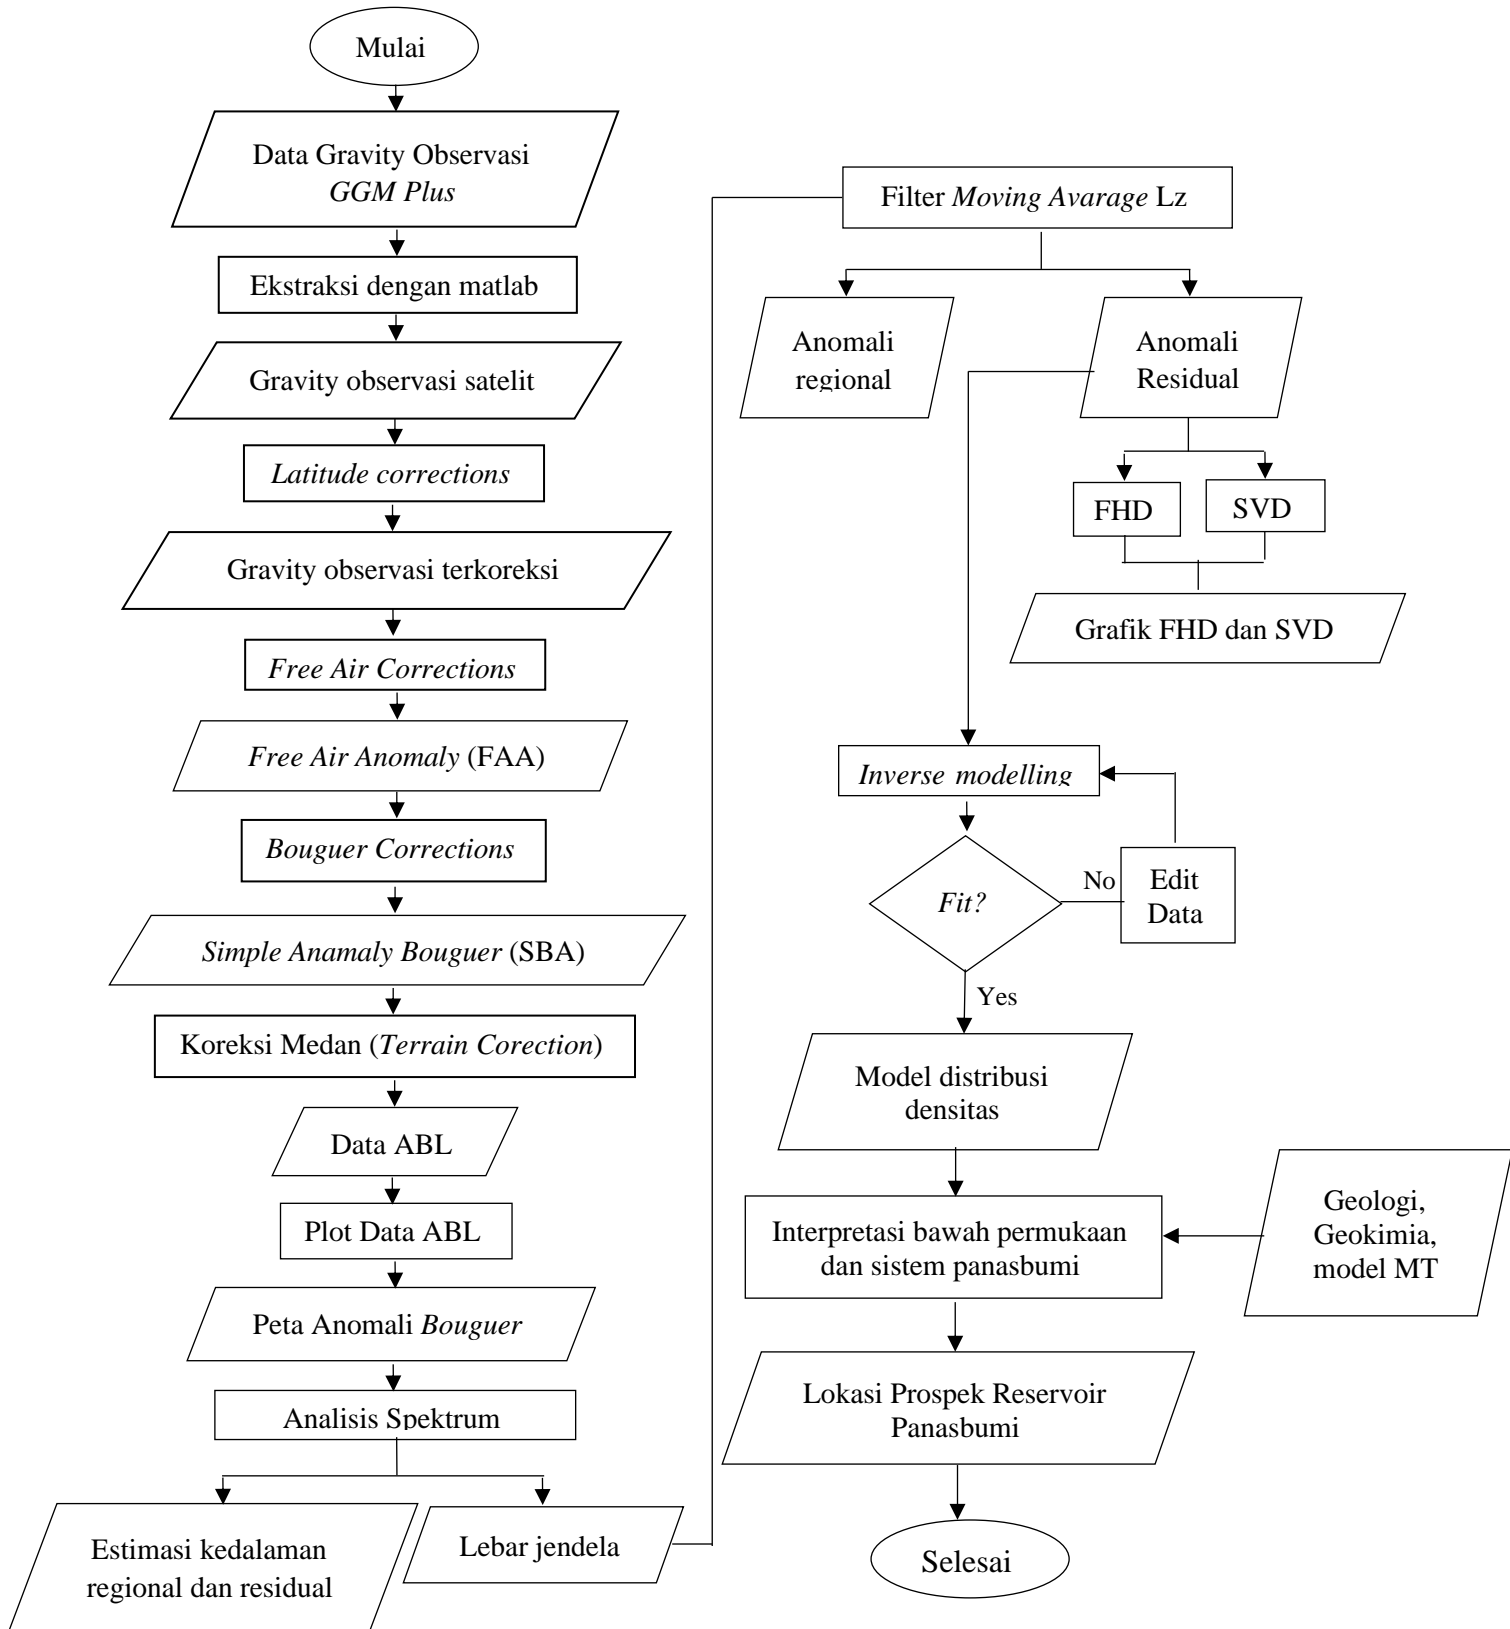 Mulai
Data Gravity Observasi
GGM Plus
Ekstraksi dengan matlab
Gravity observasi satelit
Latitude corrections
Gravity observasi terkoreksi
Free Air Corrections
Free Air Anomaly (FAA)
Bouguer Corrections
Simple Anamaly Bouguer (SBA)
Koreksi Medan (Terrain Corection)
Data ABL
Plot Data ABL
Peta Anomali Bouguer
Analisis Spektrum
Estimasi kedalaman
regional dan residual
Lebar jendela
Filter Moving Avarage Lz
Anomali
regional
Anomali
Residual
FHD
SVD
Grafik FHD dan SVD
Inverse modelling
Fit?
No
Edit
Data
Yes
Model distribusi
densitas
Interpretasi bawah permukaan
dan sistem panasbumi
Geologi,
Geokimia,
model MT
Lokasi Prospek Reservoir
Panasbumi
Selesai